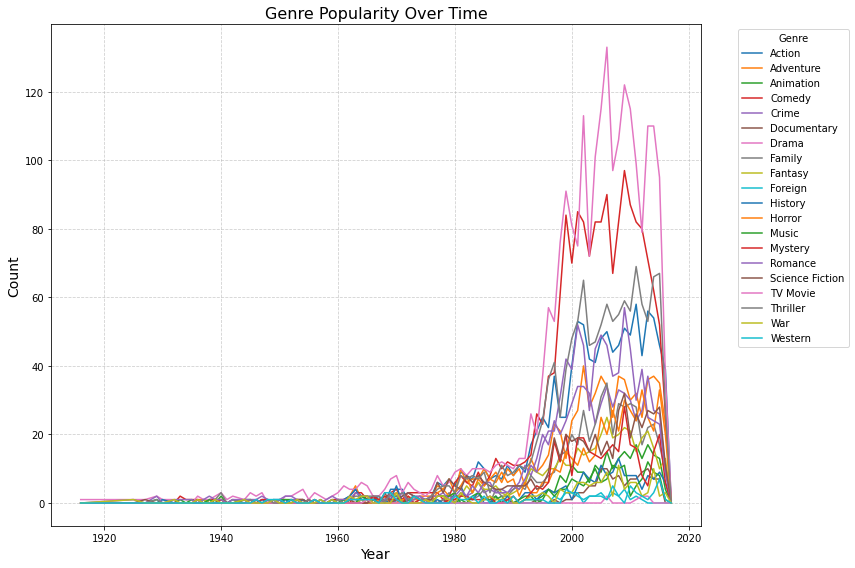 Genre Popularity Over Time
Genre
Action
Adventure
Animation
Comedy
Crime
Documentary
Drama
Family
Fantasy
Foreign
History
Horror
Music
Mystery
Romance
Science Fiction
TV Movie
Thriller
War
Western
Count
120
100
80
60
40
20
0
1920
1940
1960
1980
2000
2020
Year